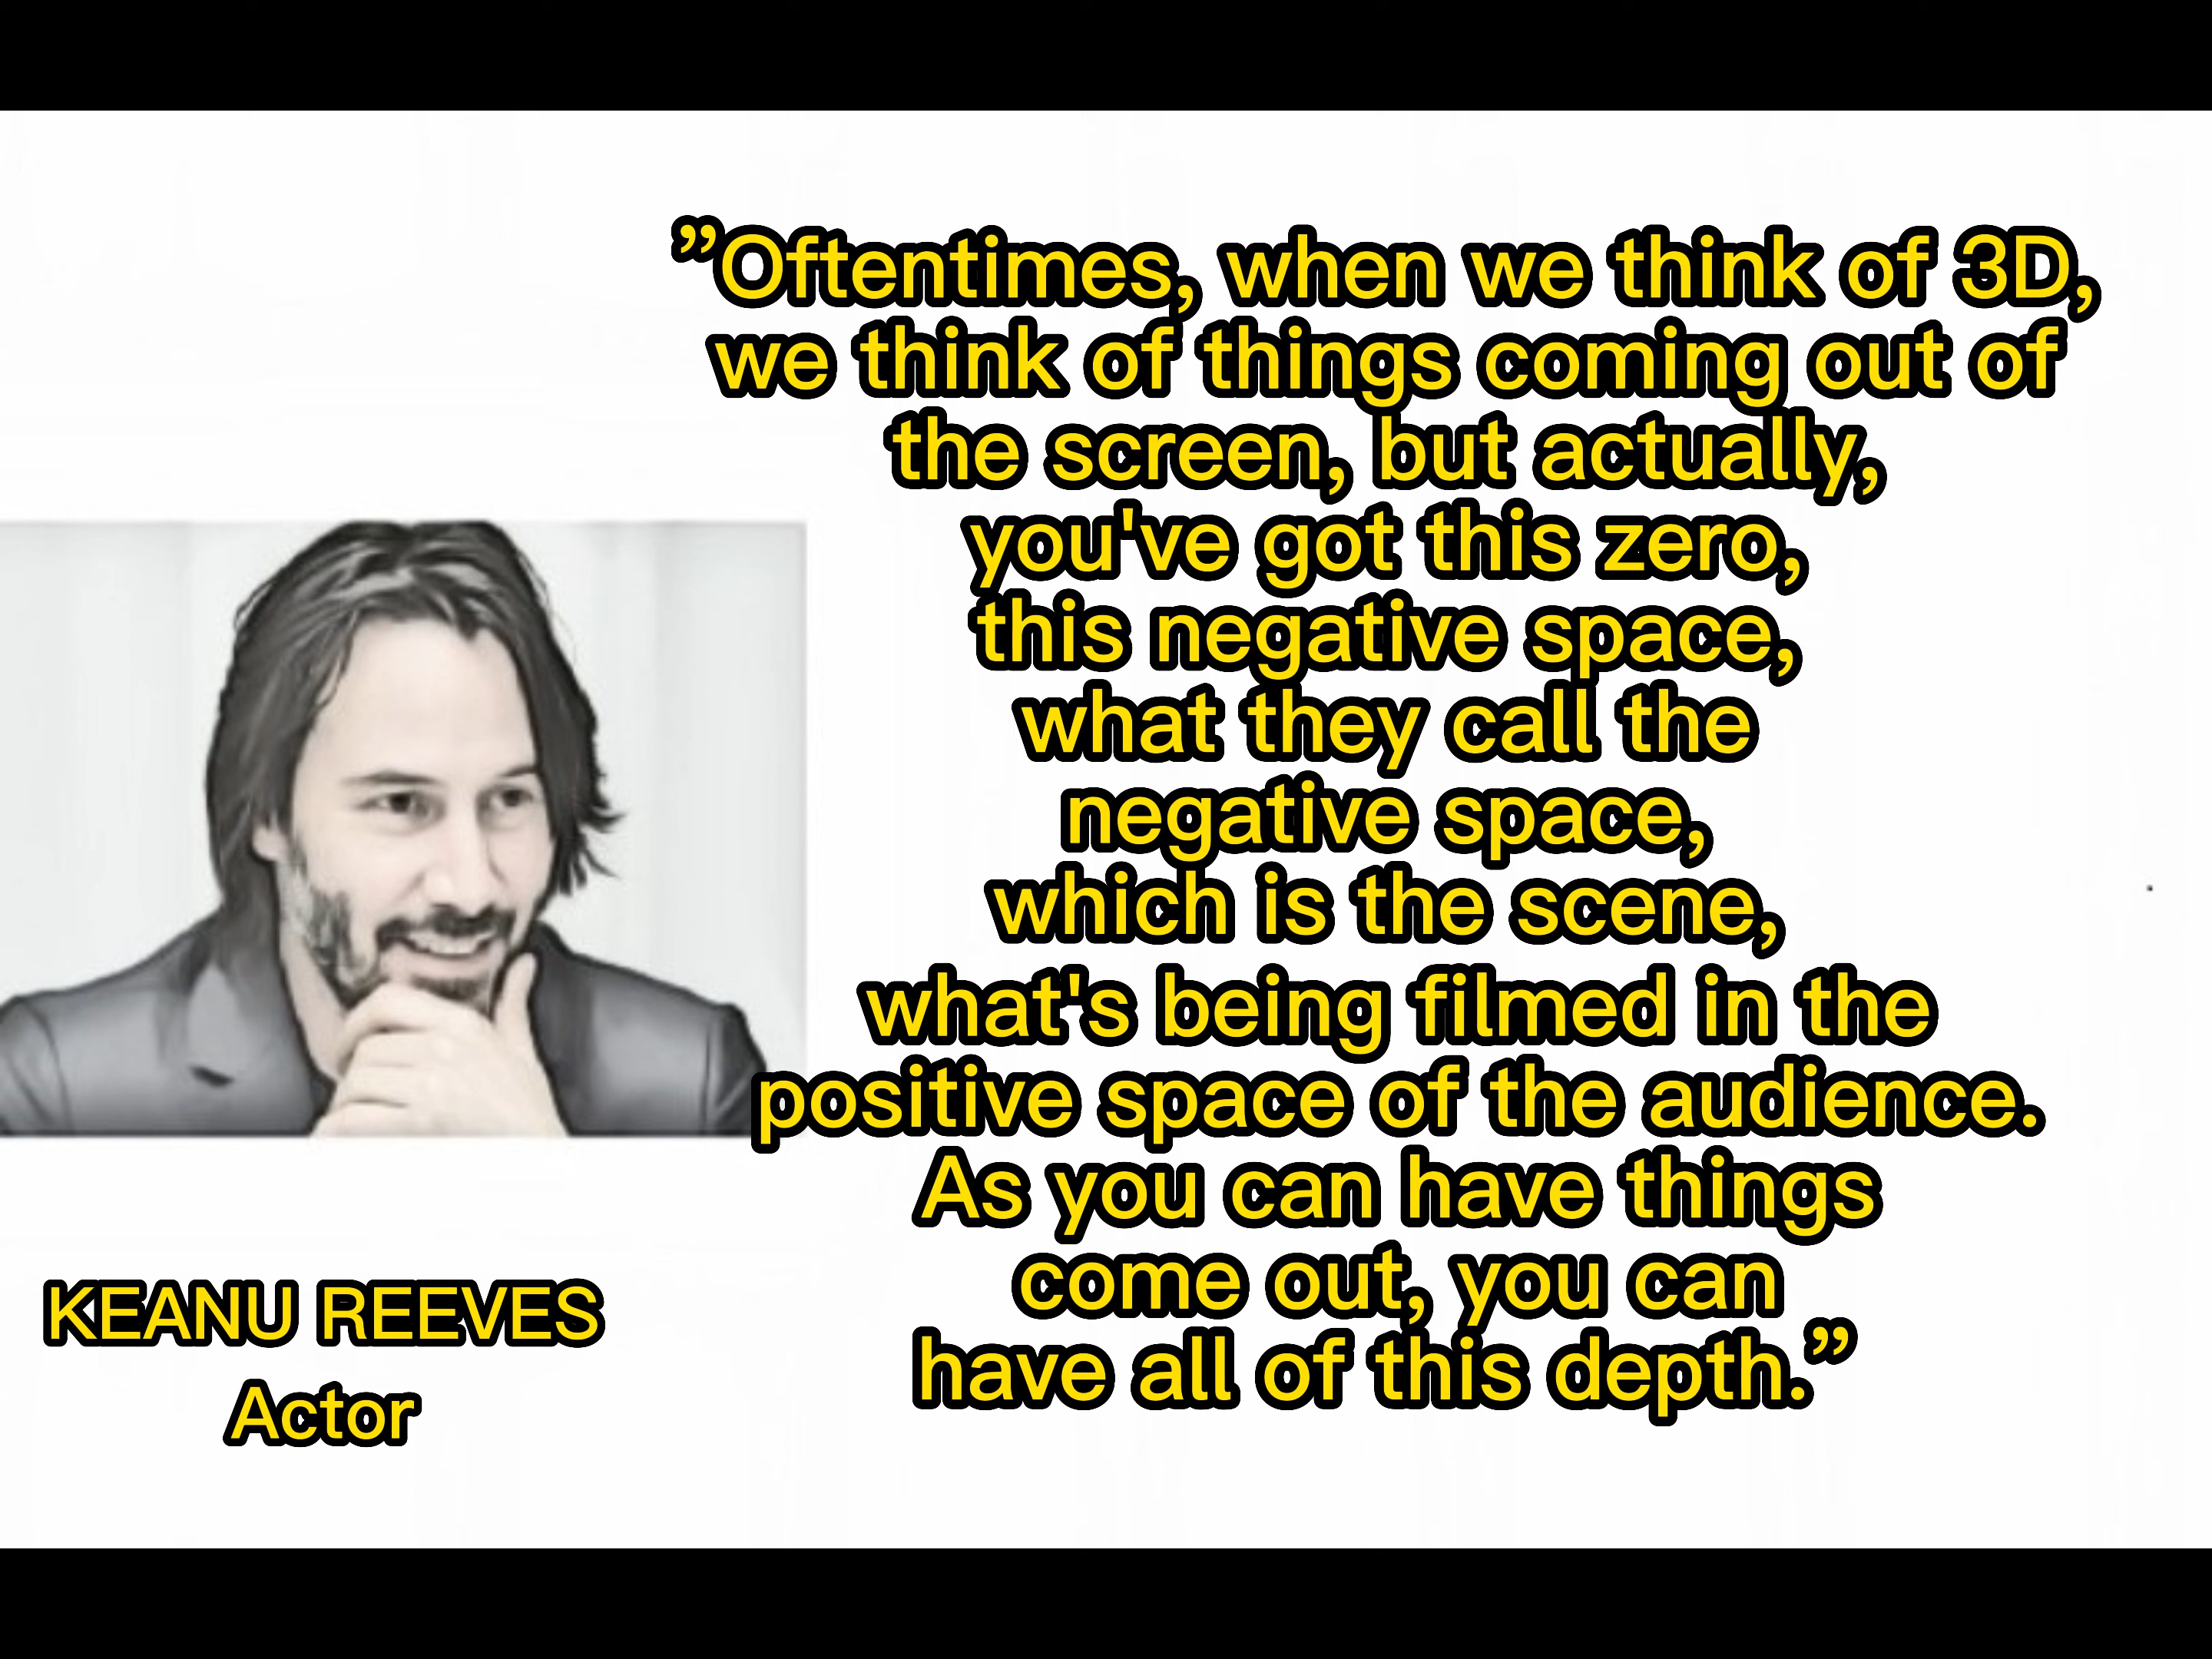 ”Oftentimes, when we think of 3D,
we think of things coming out of
the screen, but actually,
you've got this zero,
this negative space,
what they call the
negative space,
which is the scene,
what's being filmed in the
positive space of the audience.
As you can have things
come out, you can
have all of this depth.”
KEANU REEVES
Actor